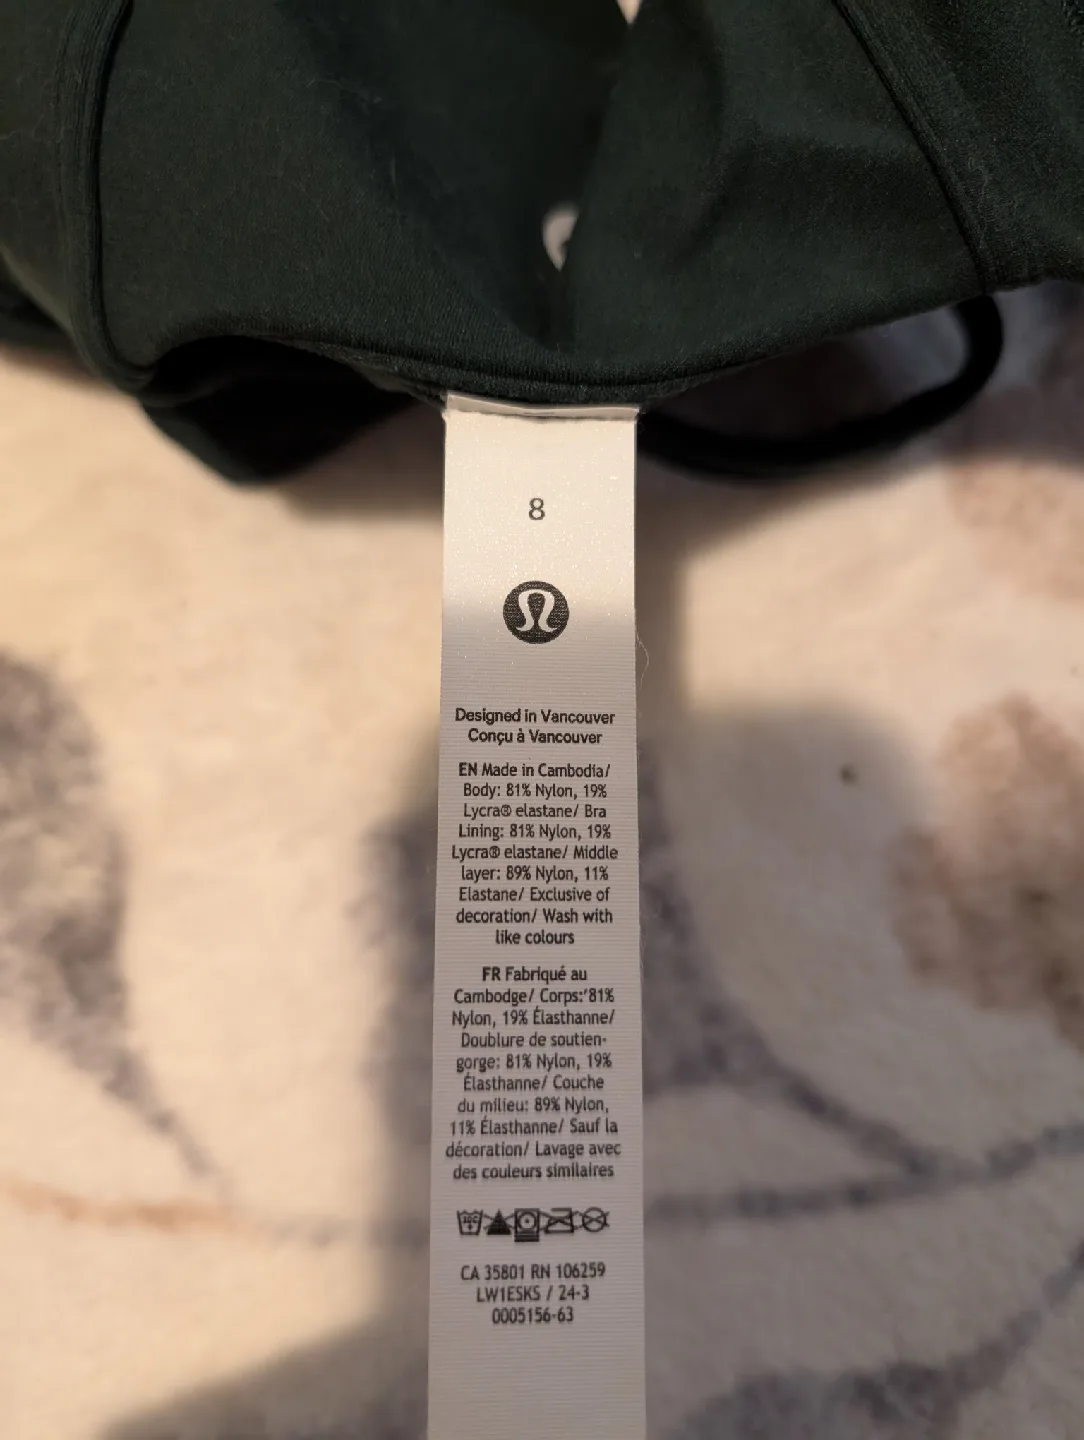 8
Designed in Vancouver
Conçu à Vancouver
EN Made in Cambodia/
Body: 81% Nylon, 19%
Lycra® elastane/ Bra
Lining: 81% Nylon, 19%
Lycra® elastane/ Middle
layer: 89% Nylon, 11%
Elastane/ Exclusive of
decoration/ Wash with
like colours
FR Fabriqué au
Cambodge/ Corps: 81%
Nylon, 19% Élasthanne/
Doublure de soutien-
gorge: 81% Nylon, 19%
Élasthanne/ Couche
du milieu: 89% Nylon,
11% Élasthanne/ Sauf la
décoration/ Lavage avec
des couleurs similaires
30C
CA 35801 RN 106259
LW1ESKS / 24-3
0005156-63